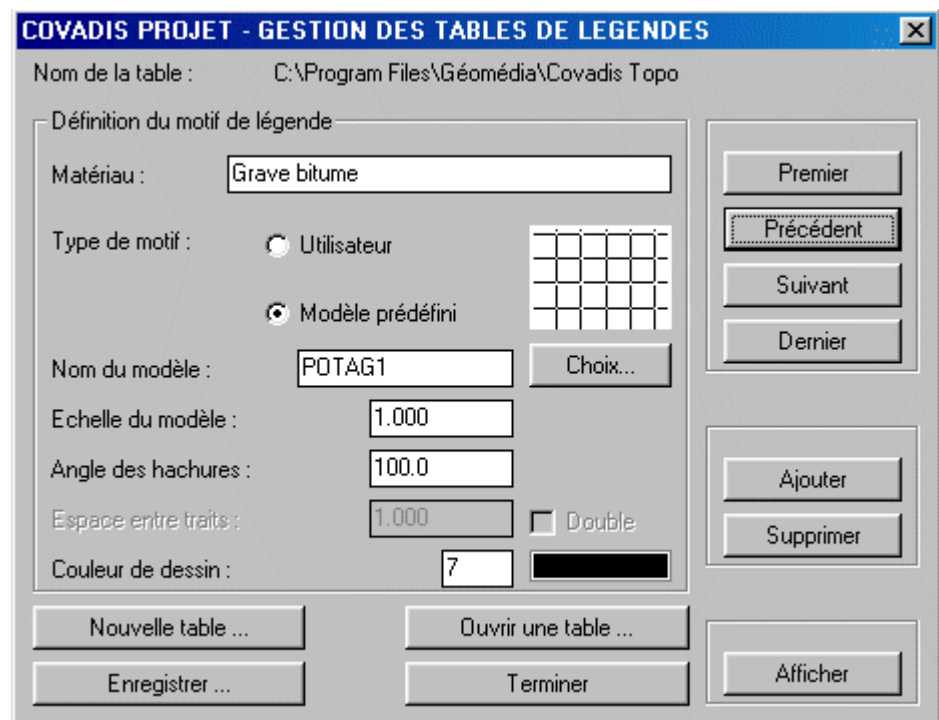 COVADIS PROJET - GESTION DES TABLES DE LEGENDES
Nom de la table : C:\Program Files\Géomédia\Covadis Topo
Définition du motif de légende
Matériau : Grave bitume
Type de motif : Utilisateur
Modèle prédéfini
Nom du modèle : POTAG1 Choix...
Echelle du modèle : 1.000
Angle des hachures : 100.0
Espace entre traits : 1.000 Double
Couleur de dessin : 7
Premier
Précédent
Suivant
Dernier
Ajouter
Supprimer
Nouvelle table ... Ouvrir une table ...
Enregistrer ... Terminer
Afficher